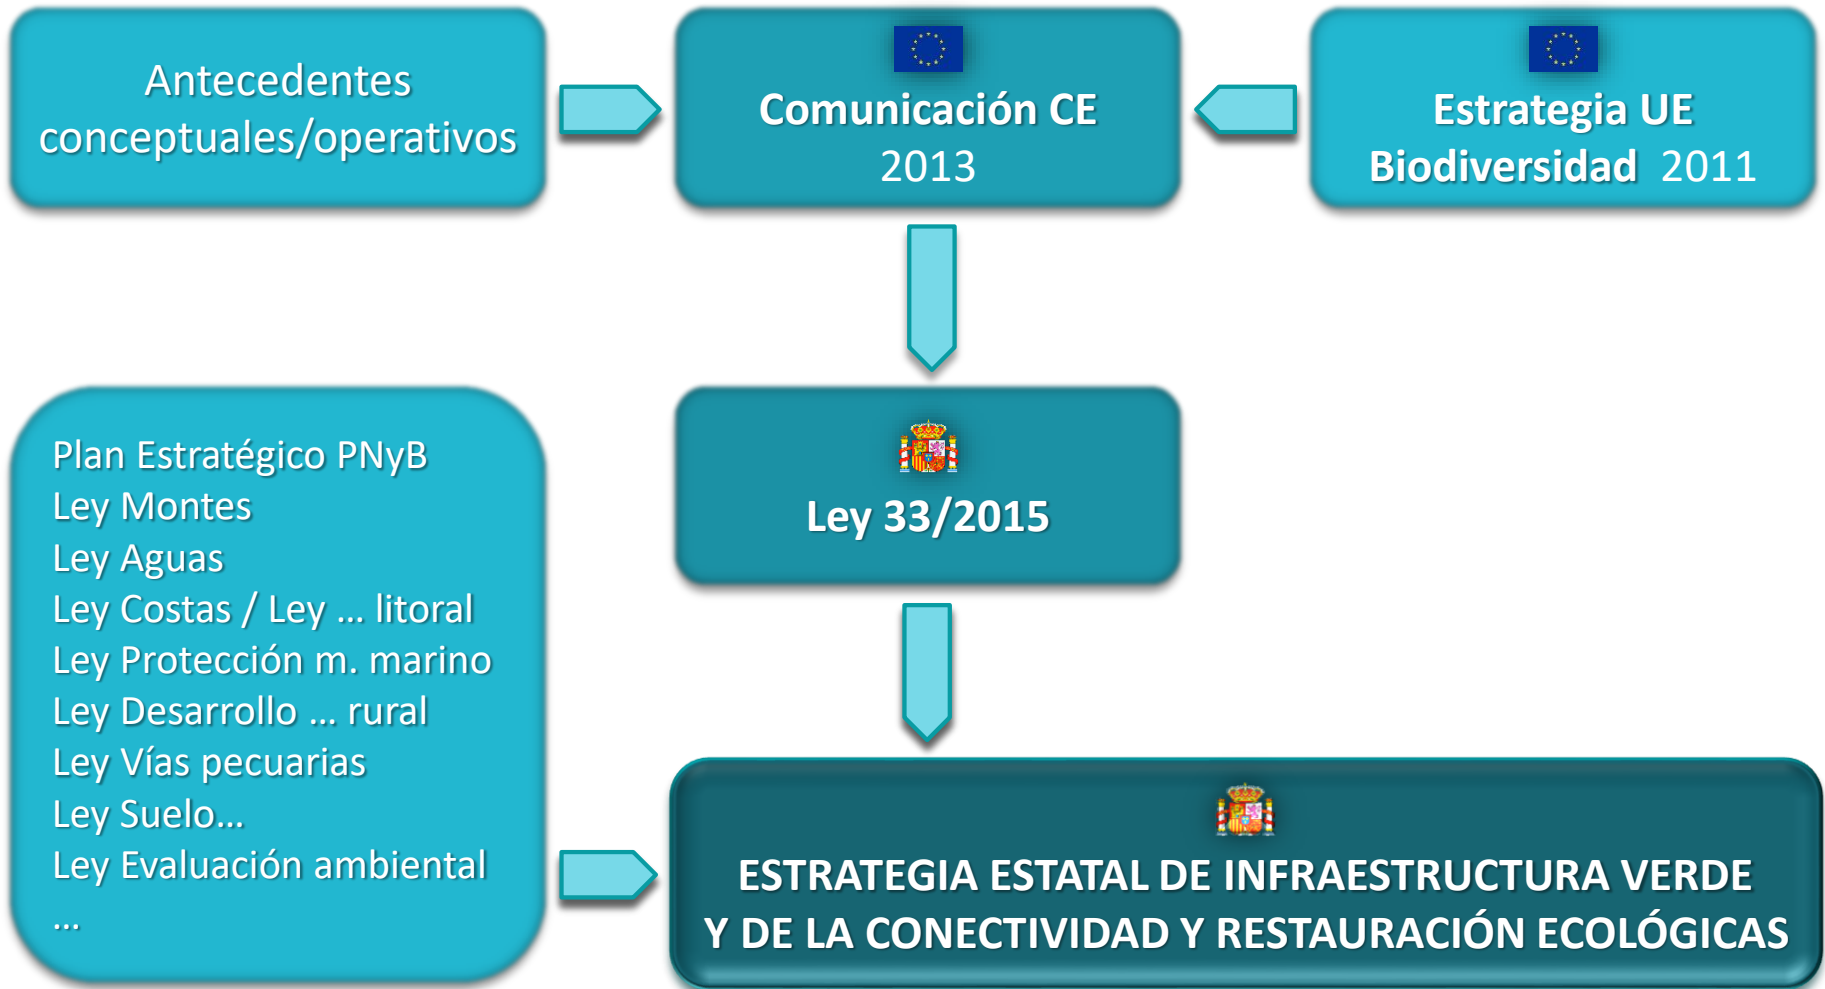 Antecedentes
conceptuales/operativos
Comunicación CE
2013
Estrategia UE
Biodiversidad 2011
Plan Estratégico PNyB
Ley Montes
Ley Aguas
Ley Costas / Ley ... litoral
Ley Protección m. marino
Ley Desarrollo ... rural
Ley Vías pecuarias
Ley Suelo...
Ley Evaluación ambiental
...
Ley 33/2015
ESTRATEGIA ESTATAL DE INFRAESTRUCTURA VERDE
Y DE LA CONECTIVIDAD Y RESTAURACIÓN ECOLÓGICAS